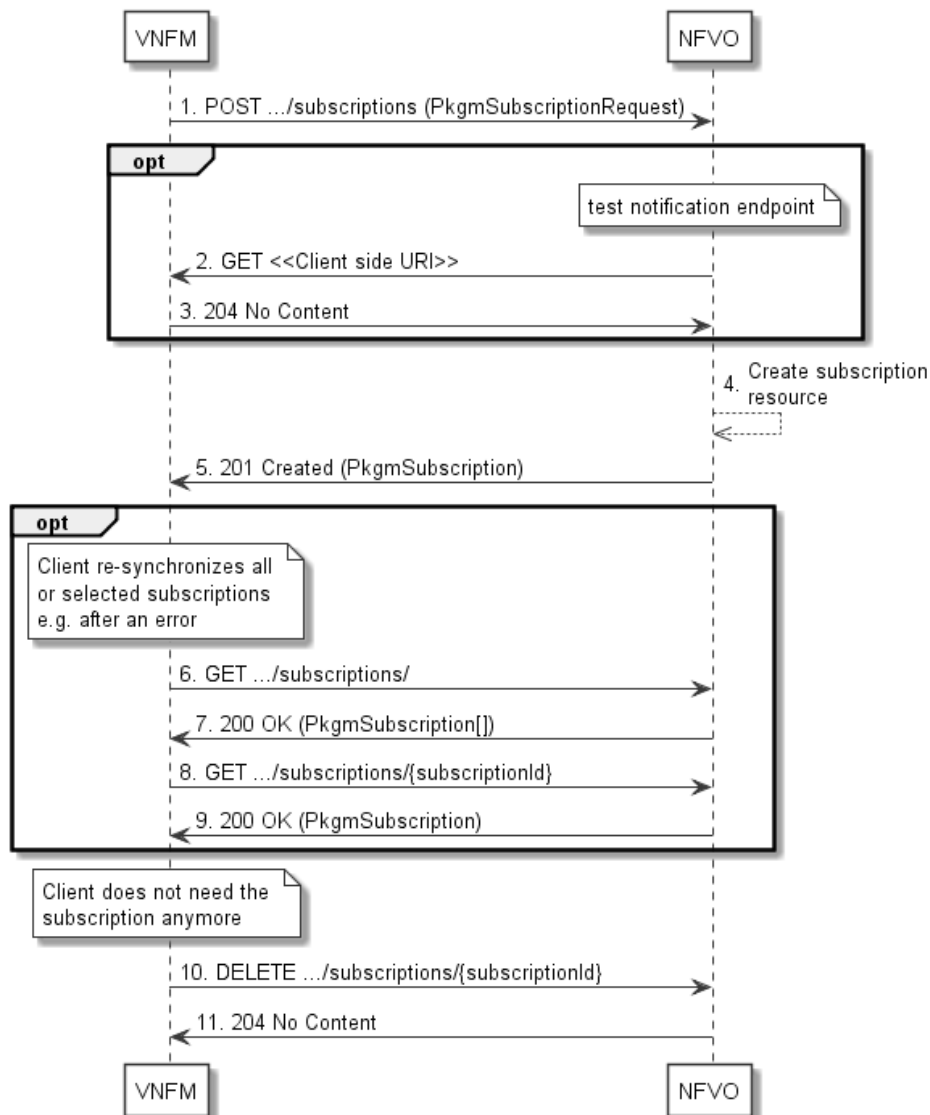 VNFM
NFVO
1. POST .../subscriptions (PkgmSubscriptionRequest)
opt
test notification endpoint
2. GET <<Client side URI>>
3. 204 No Content
4. Create subscription
resource
5. 201 Created (PkgmSubscription)
opt
Client re-synchronizes all
or selected subscriptions
e.g. after an error
6. GET .../subscriptions/
7. 200 OK (PkgmSubscription[])
8. GET .../subscriptions/{subscriptionId}
9. 200 OK (PkgmSubscription)
Client does not need the
subscription anymore
10. DELETE .../subscriptions/{subscriptionId}
11. 204 No Content
VNFM
NFVO